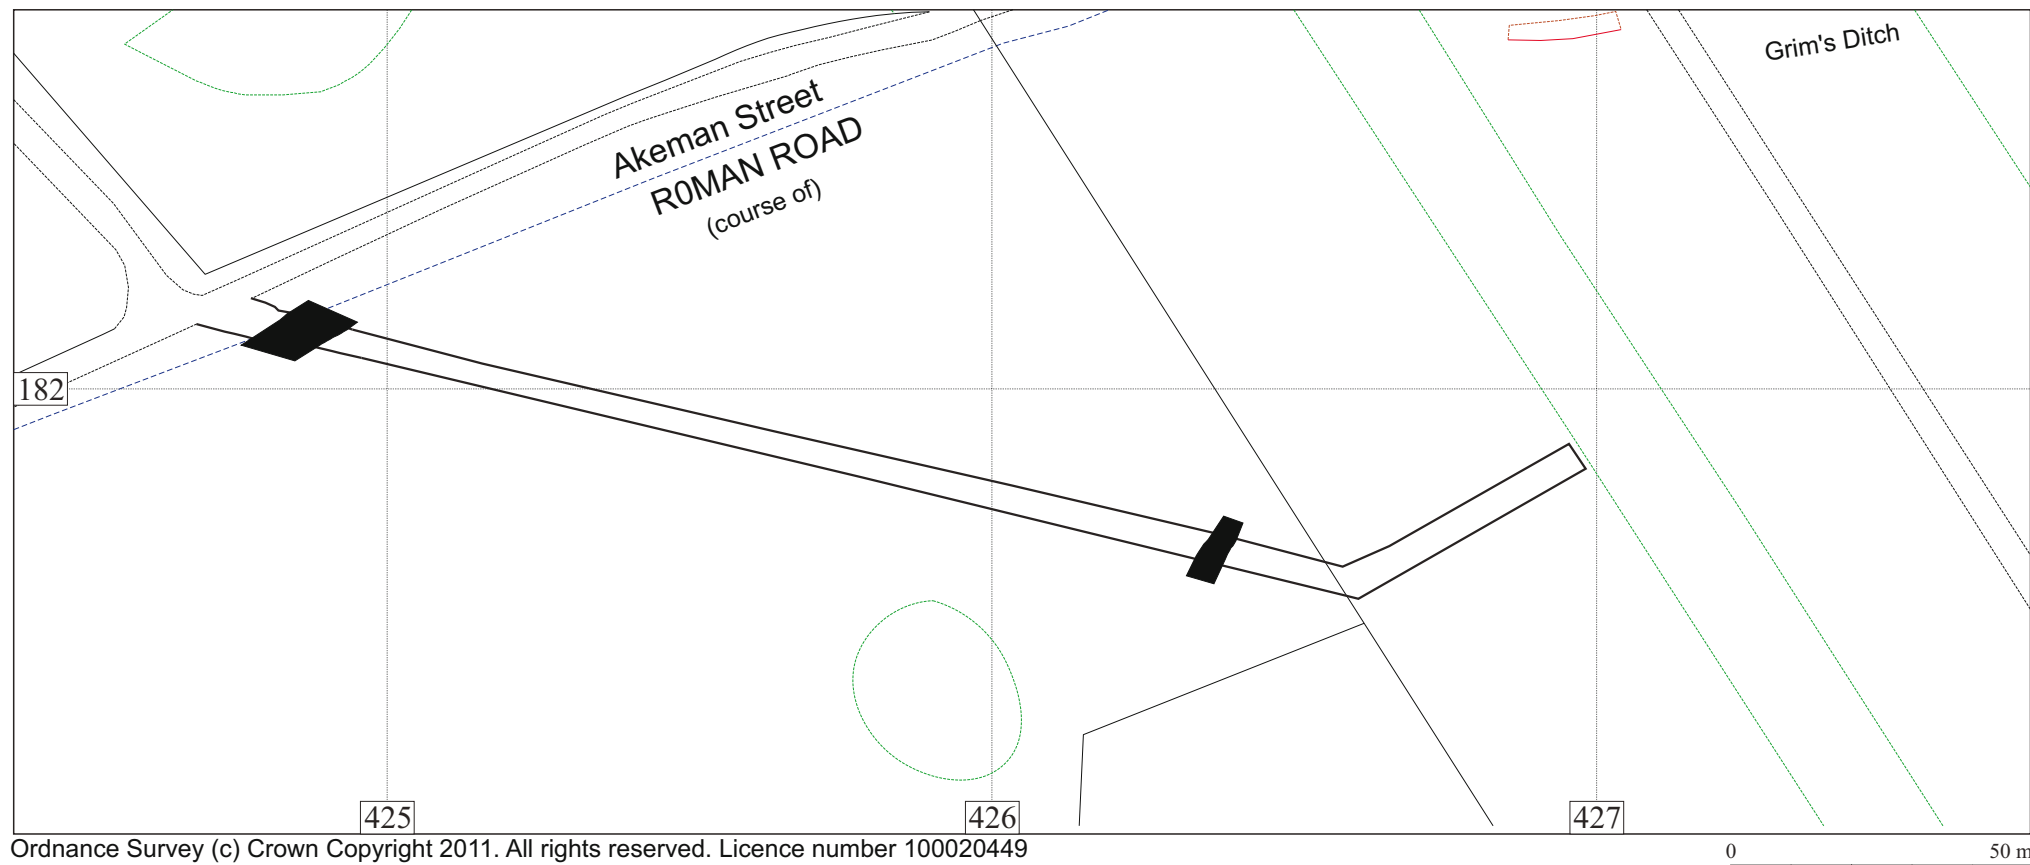 Grim's Ditch
Akeman Street
R0MAN ROAD
(course of)
182
425
426
427
Ordnance Survey (c) Crown Copyright 2011. All rights reserved. Licence number 100020449
0
50 m